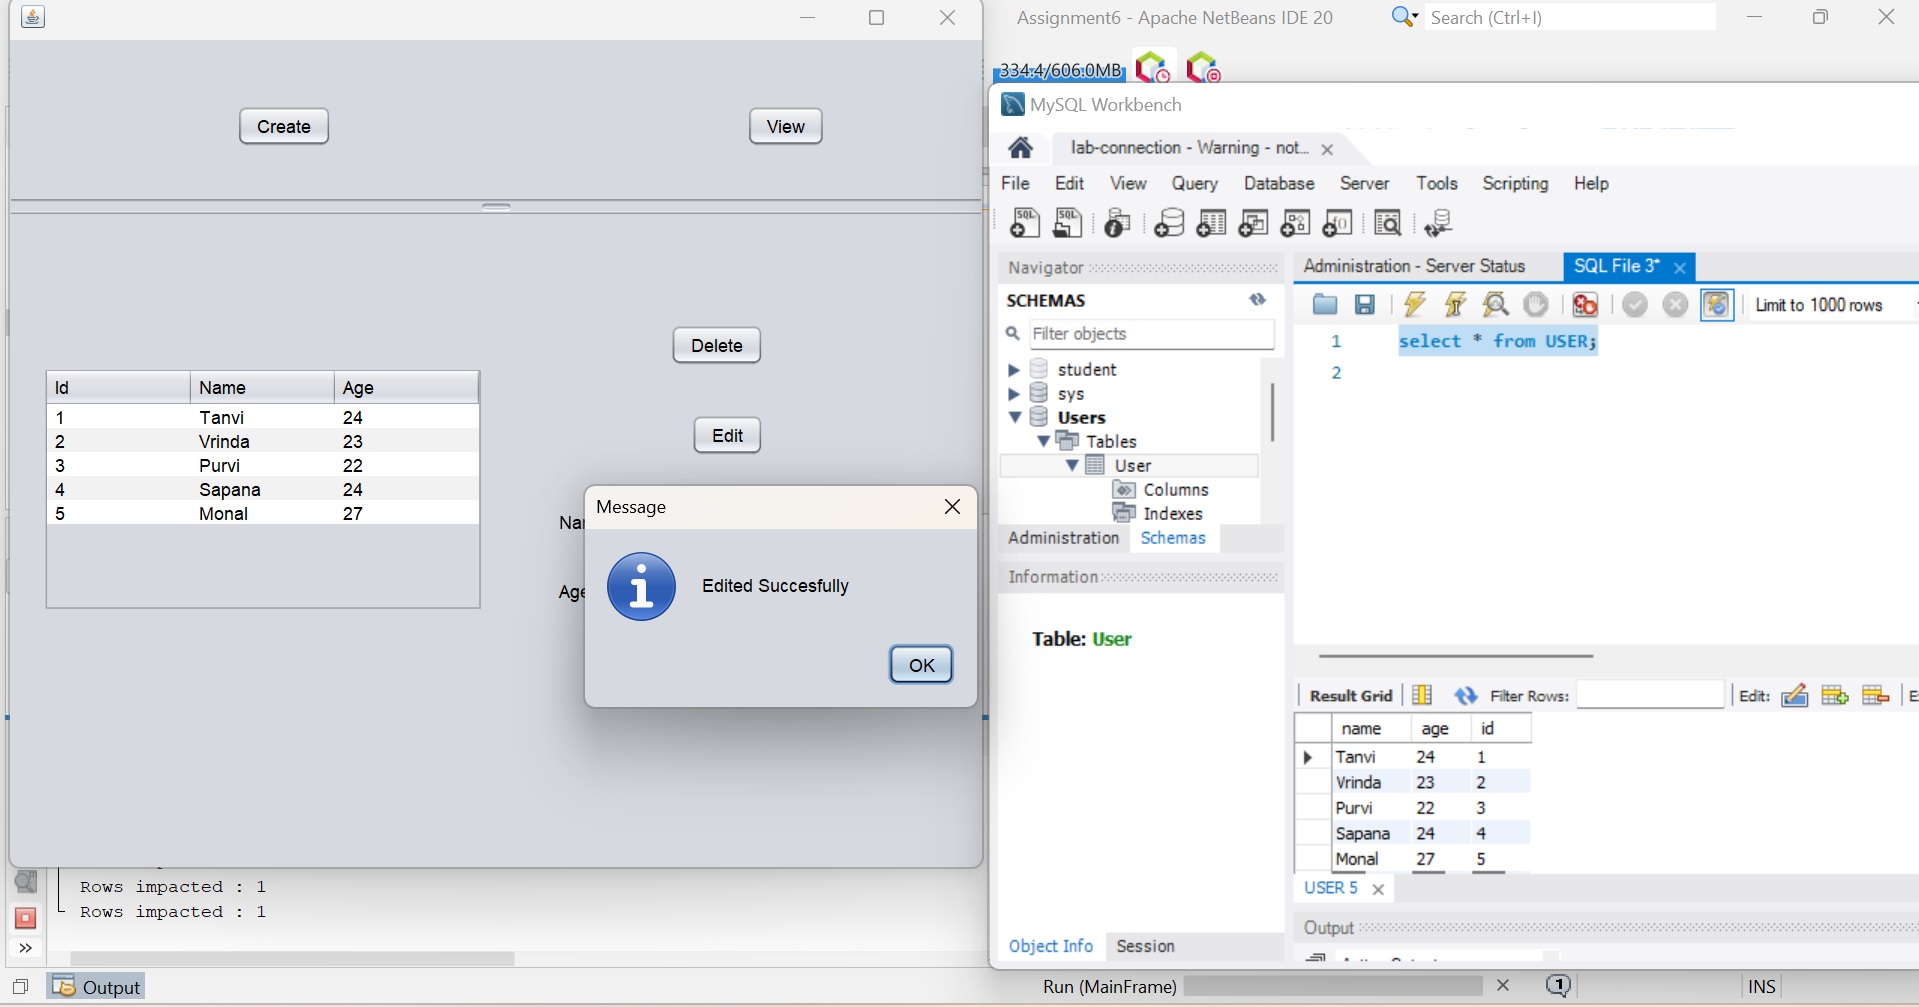 Create
View
Delete
Id Name Age
1 Tanvi 24
2 Vrinda 23
3 Purvi 22
4 Sapana 24
5 Monal 27
Edit
Message
Edited Succesfully
OK
Rows impacted : 1
Rows impacted : 1
Output
Assignment6 - Apache NetBeans IDE 20
Search (Ctrl+I)
334.4/606.0MB
MySQL Workbench
lab-connection - Warning - not...
File Edit View Query Database Server Tools Scripting Help
Navigator
SCHEMAS
Filter objects
student
sys
Users
Tables
User
Columns
Indexes
Administration Schemas
Information
Table: User
Object Info Session
Administration - Server Status
SQL File 3*
Limit to 1000 rows
1 select * from USER;
2
Result Grid Filter Rows: Edit:
name age id
Tanvi 24 1
Vrinda 23 2
Purvi 22 3
Sapana 24 4
Monal 27 5
USER 5
Output
Run (MainFrame)
1
INS